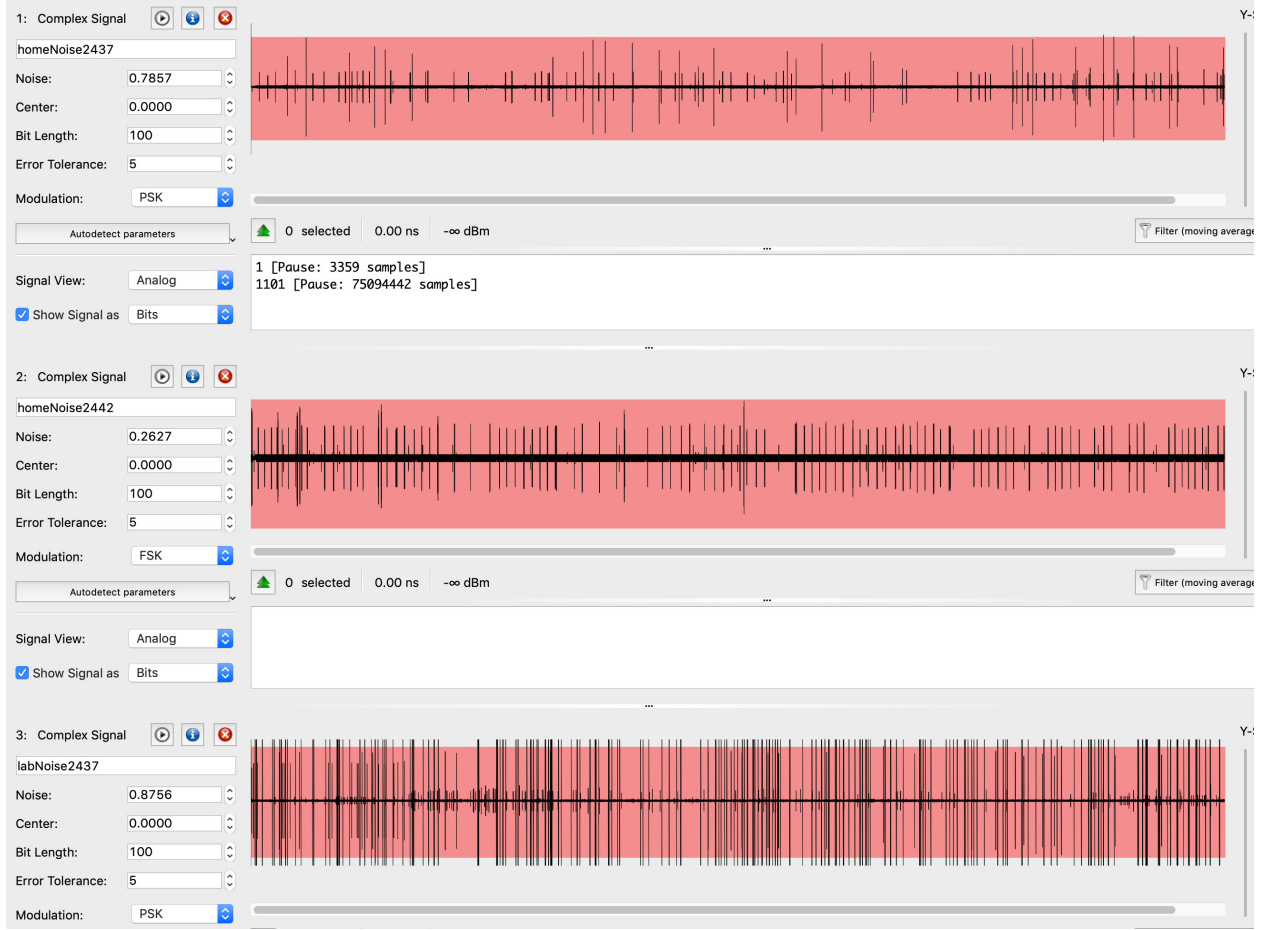 1: Complex Signal
Y-
homeNoise2437
Noise: 0.7857
Center: 0.0000
Bit Length: 100
Error Tolerance: 5
Modulation: PSK
Autodetect parameters
0 selected 0.00 ns -∞ dBm
Filter (moving average
...
Signal View: Analog
Show Signal as Bits
1 [Pause: 3359 samples]
1101 [Pause: 75094442 samples]
...
2: Complex Signal
Y-
homeNoise2442
Noise: 0.2627
Center: 0.0000
Bit Length: 100
Error Tolerance: 5
Modulation: FSK
Autodetect parameters
0 selected 0.00 ns -∞ dBm
Filter (moving average
...
Signal View: Analog
Show Signal as Bits
...
3: Complex Signal
Y-
labNoise2437
Noise: 0.8756
Center: 0.0000
Bit Length: 100
Error Tolerance: 5
Modulation: PSK